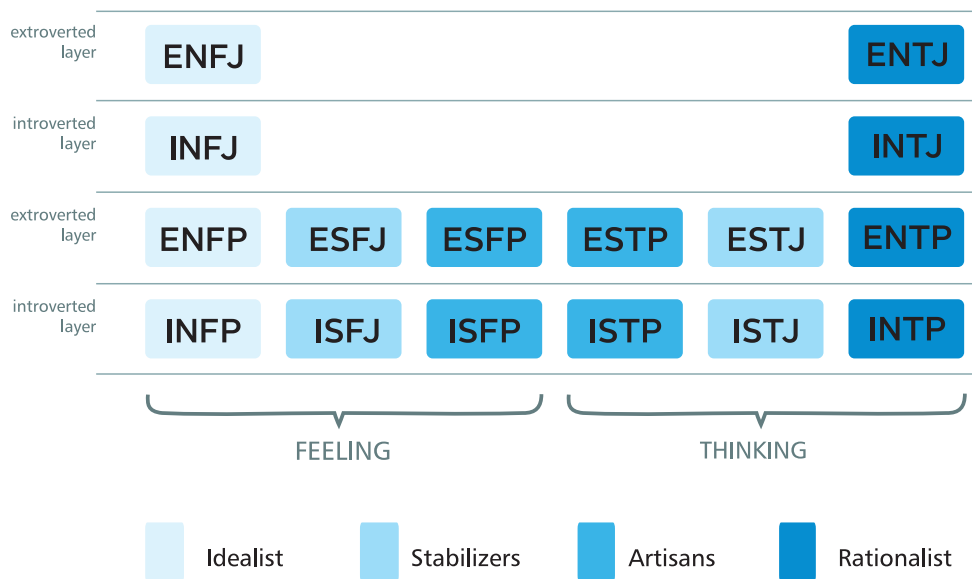 extroverted
layer
ENFJ ENTJ
introverted
layer
INFJ INTJ
extroverted
layer
ENFP ESFJ ESFP ESTP ESTJ ENTP
introverted
layer
INFP ISFJ ISFP ISTP ISTJ INTP
FEELING THINKING
Idealist Stabilizers Artisans Rationalist